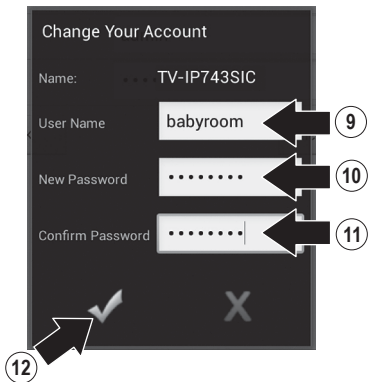 Change Your Account
Name: TV-IP743SIC
User Name babyroom 9
New Password •••••••• 10
Confirm Password •••••••• 11
X
12